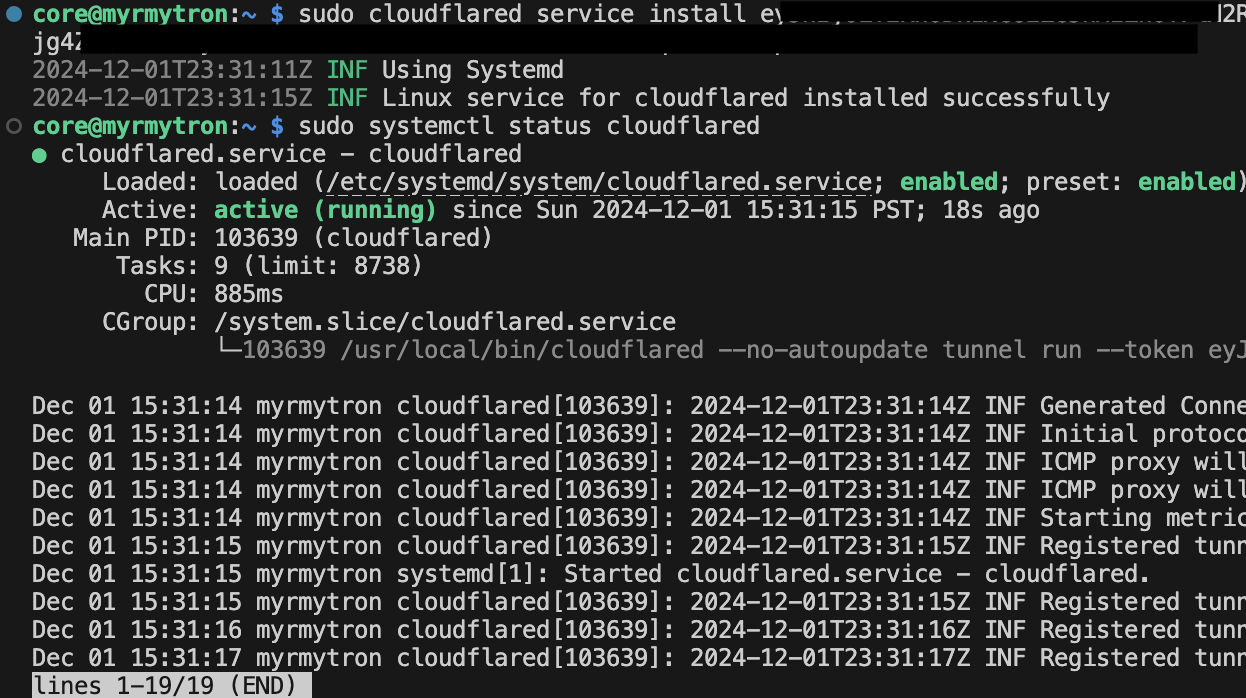 core@myrmytron:~ $ sudo cloudflared service install ey
jg4Z
2024-12-01T23:31:11Z INF Using Systemd
2024-12-01T23:31:15Z INF Linux service for cloudflared installed successfully
core@myrmytron:~ $ sudo systemctl status cloudflared
● cloudflared.service - cloudflared
Loaded: loaded (/etc/systemd/system/cloudflared.service; enabled; preset: enabled)
Active: active (running) since Sun 2024-12-01 15:31:15 PST; 18s ago
Main PID: 103639 (cloudflared)
Tasks: 9 (limit: 8738)
CPU: 885ms
CGroup: /system.slice/cloudflared.service
└─103639 /usr/local/bin/cloudflared --no-autoupdate tunnel run --token eyJ
Dec 01 15:31:14 myrmytron cloudflared[103639]: 2024-12-01T23:31:14Z INF Generated Conne
Dec 01 15:31:14 myrmytron cloudflared[103639]: 2024-12-01T23:31:14Z INF Initial protoco
Dec 01 15:31:14 myrmytron cloudflared[103639]: 2024-12-01T23:31:14Z INF ICMP proxy will
Dec 01 15:31:14 myrmytron cloudflared[103639]: 2024-12-01T23:31:14Z INF ICMP proxy will
Dec 01 15:31:14 myrmytron cloudflared[103639]: 2024-12-01T23:31:14Z INF Starting metric
Dec 01 15:31:15 myrmytron cloudflared[103639]: 2024-12-01T23:31:15Z INF Registered tunn
Dec 01 15:31:15 myrmytron systemd[1]: Started cloudflared.service - cloudflared.
Dec 01 15:31:15 myrmytron cloudflared[103639]: 2024-12-01T23:31:15Z INF Registered tunn
Dec 01 15:31:16 myrmytron cloudflared[103639]: 2024-12-01T23:31:16Z INF Registered tunn
Dec 01 15:31:17 myrmytron cloudflared[103639]: 2024-12-01T23:31:17Z INF Registered tunn
lines 1-19/19 (END)